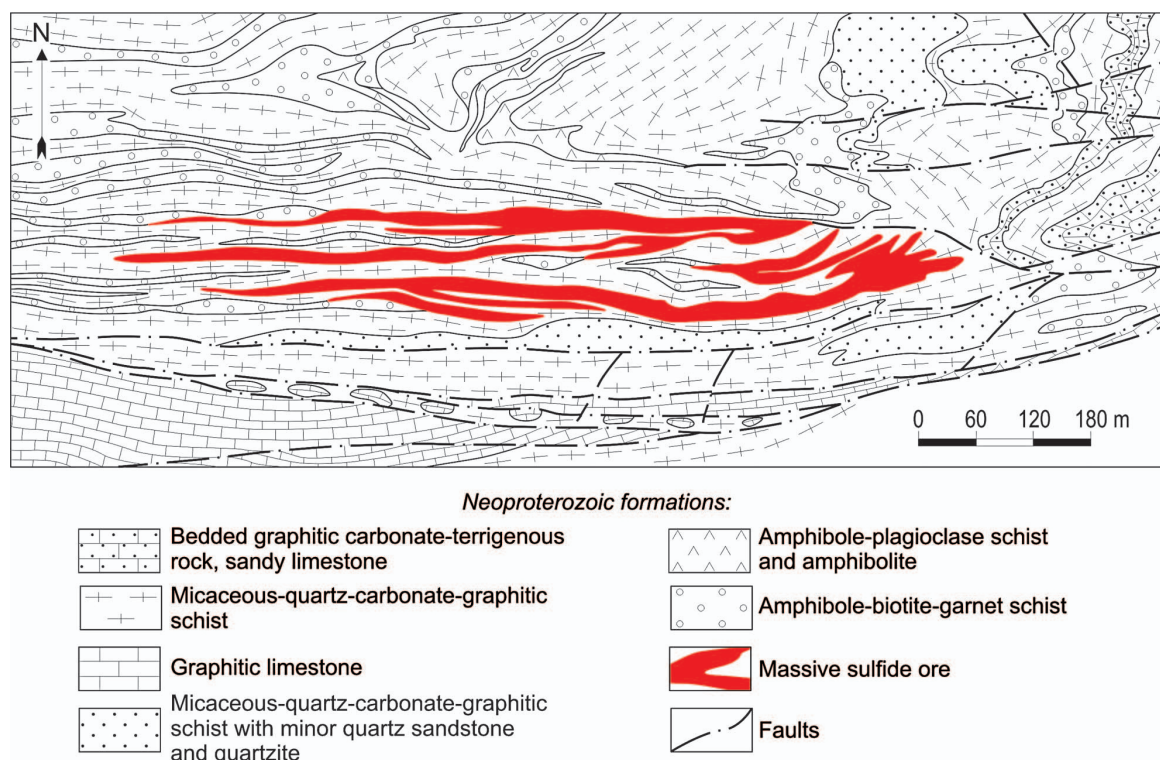 N
0 60 120 180 m
Neoproterozoic formations:
Bedded graphitic carbonate-terrigenous
rock, sandy limestone
Micaceous-quartz-carbonate-graphitic
schist
Graphitic limestone
Micaceous-quartz-carbonate-graphitic
schist with minor quartz sandstone
and quartzite
Amphibole-plagioclase schist
and amphibolite
Amphibole-biotite-garnet schist
Massive sulfide ore
Faults